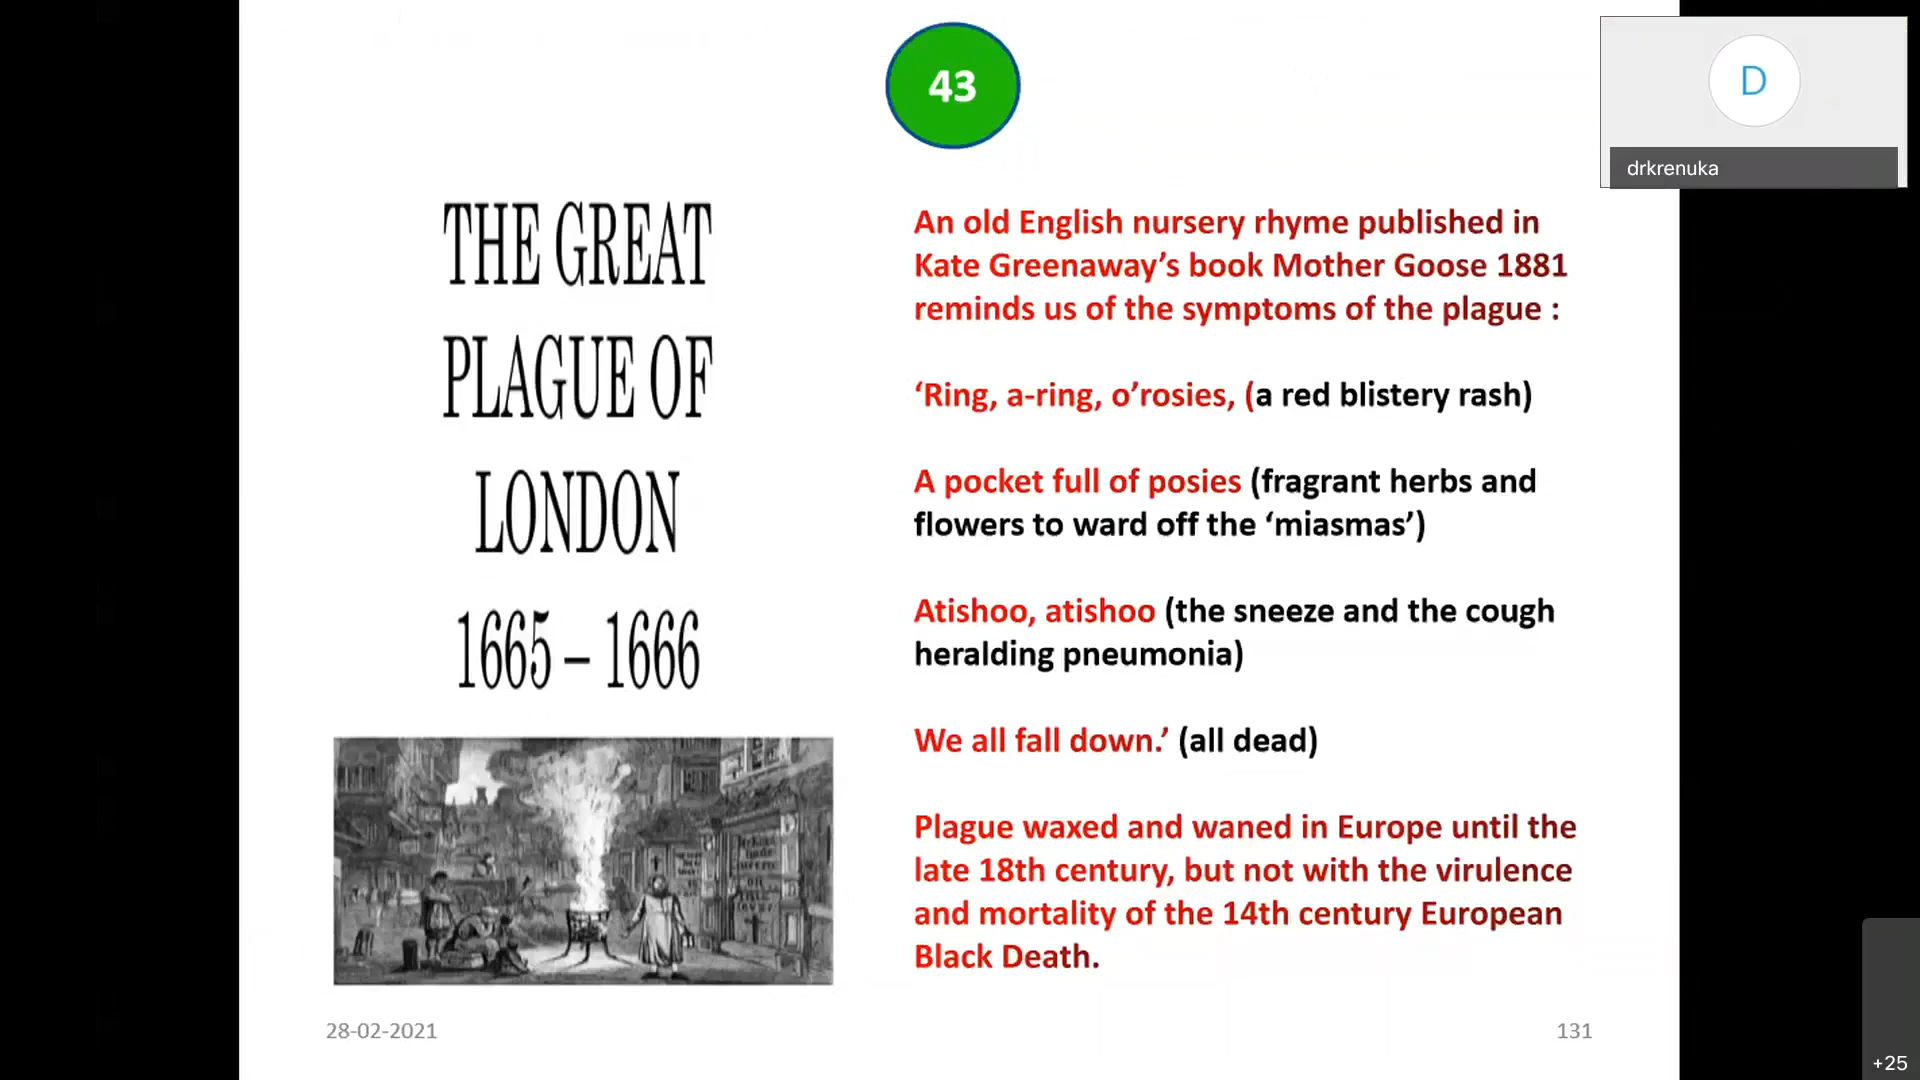 43
D
drkrenuka
THE GREAT
PLAGUE OF
LONDON
1665 – 1666
An old English nursery rhyme published in
Kate Greenaway’s book Mother Goose 1881
reminds us of the symptoms of the plague :
‘Ring, a-ring, o’rosies, (a red blistery rash)
A pocket full of posies (fragrant herbs and
flowers to ward off the ‘miasmas’)
Atishoo, atishoo (the sneeze and the cough
heralding pneumonia)
We all fall down.’ (all dead)
Plague waxed and waned in Europe until the
late 18th century, but not with the virulence
and mortality of the 14th century European
Black Death.
28-02-2021
131
+25